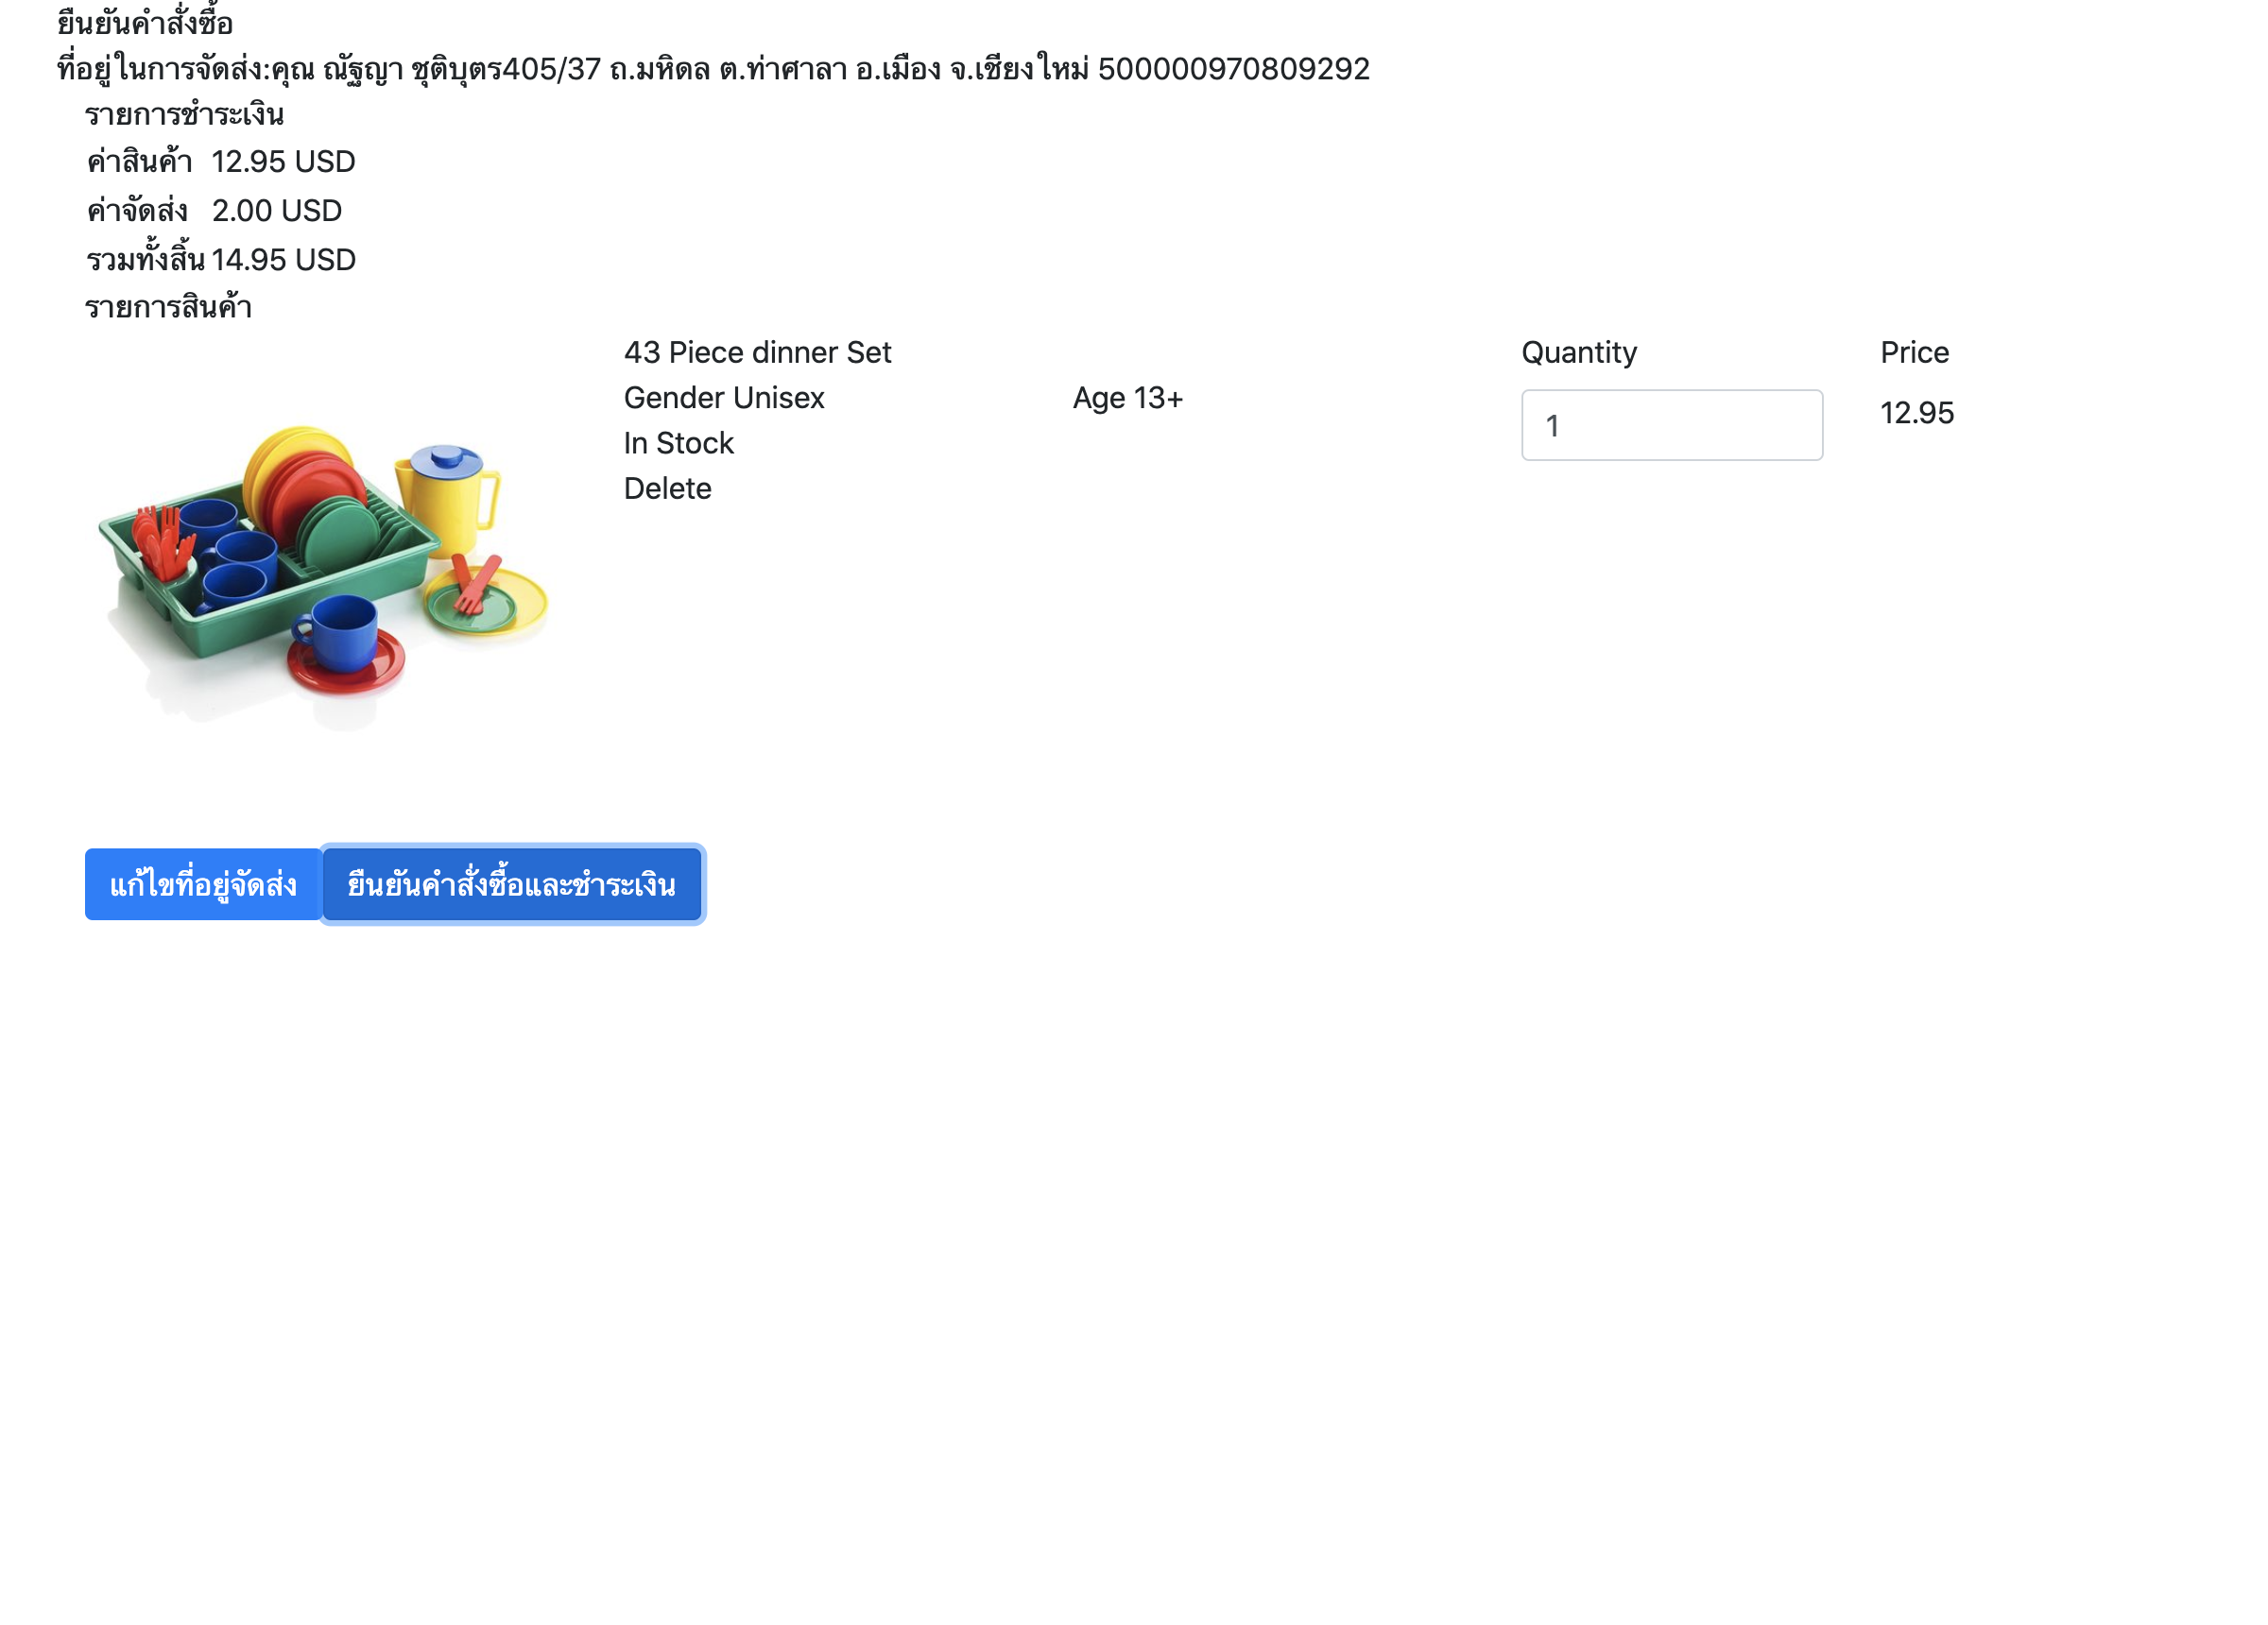 ยืนยันคำสั่งซื้อ
ที่อยู่ในการจัดส่ง:คุณ ณัฐญา ชุติบุตร405/37 ถ.มหิดล ต.ท่าศาลา อ.เมือง จ.เชียงใหม่ 500000970809292
รายการชำระเงิน
ค่าสินค้า 12.95 USD
ค่าจัดส่ง 2.00 USD
รวมทั้งสิ้น 14.95 USD
รายการสินค้า
43 Piece dinner Set
Gender Unisex Age 13+
In Stock
Delete
Quantity
1
Price
12.95
แก้ไขที่อยู่จัดส่ง
ยืนยันคำสั่งซื้อและชำระเงิน